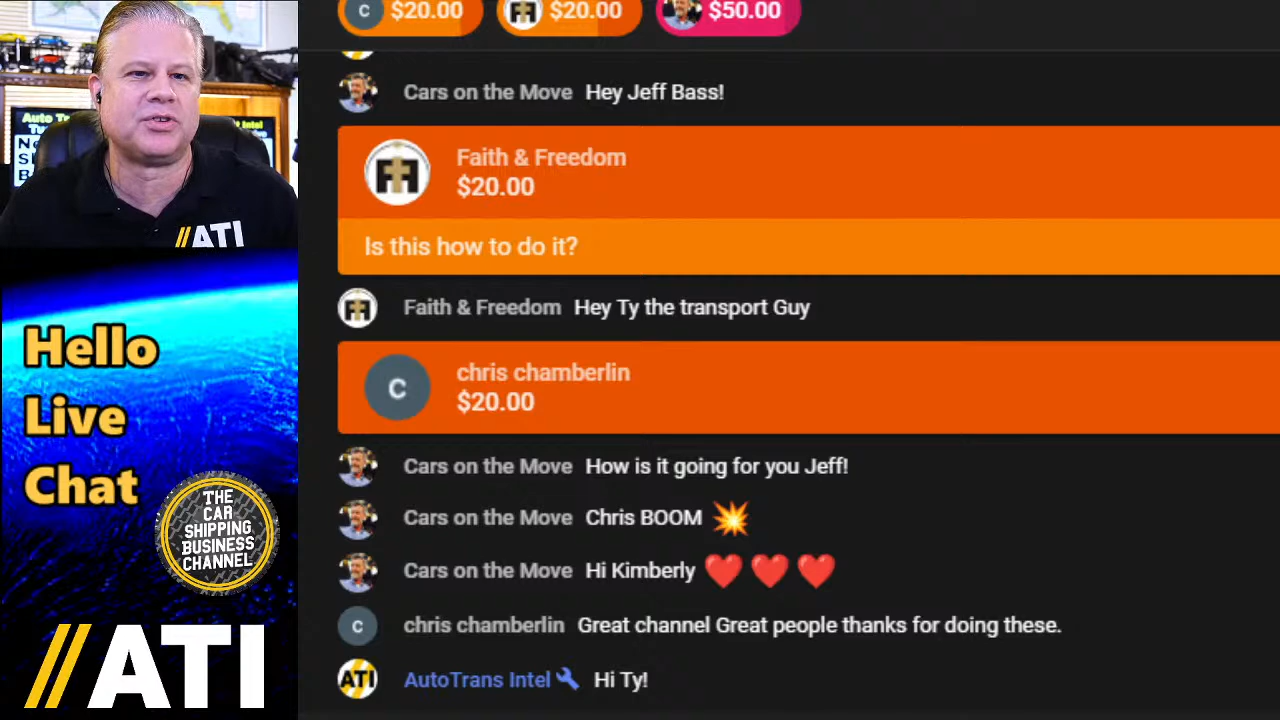 $20.00
$20.00
$50.00
Cars on the Move Hey Jeff Bass!
Faith & Freedom
$20.00
Is this how to do it?
Faith & Freedom Hey Ty the transport Guy
chris chamberlin
$20.00
Cars on the Move How is it going for you Jeff!
Cars on the Move Chris BOOM 💥
Cars on the Move Hi Kimberly ❤️ ❤️ ❤️
chris chamberlin Great channel Great people thanks for doing these.
AutoTrans Intel Hi Ty!
C
C
C
ATI
Auto Tra
Intel
//ATI
Hello
Live
Chat
THE
CAR
SHIPPING
BUSINESS
CHANNEL
//ATI